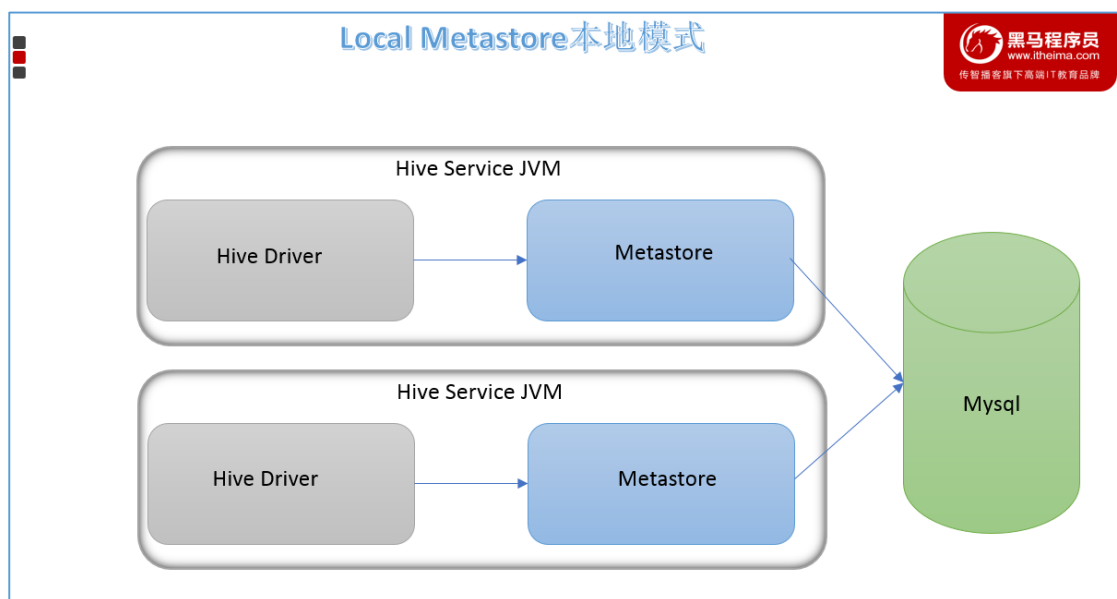 Local Metastore本地模式
黑马程序员
www.itheima.com
传智播客旗下高端IT教育品牌
Hive Service JVM
Hive Driver
Metastore
Hive Service JVM
Hive Driver
Metastore
Mysql